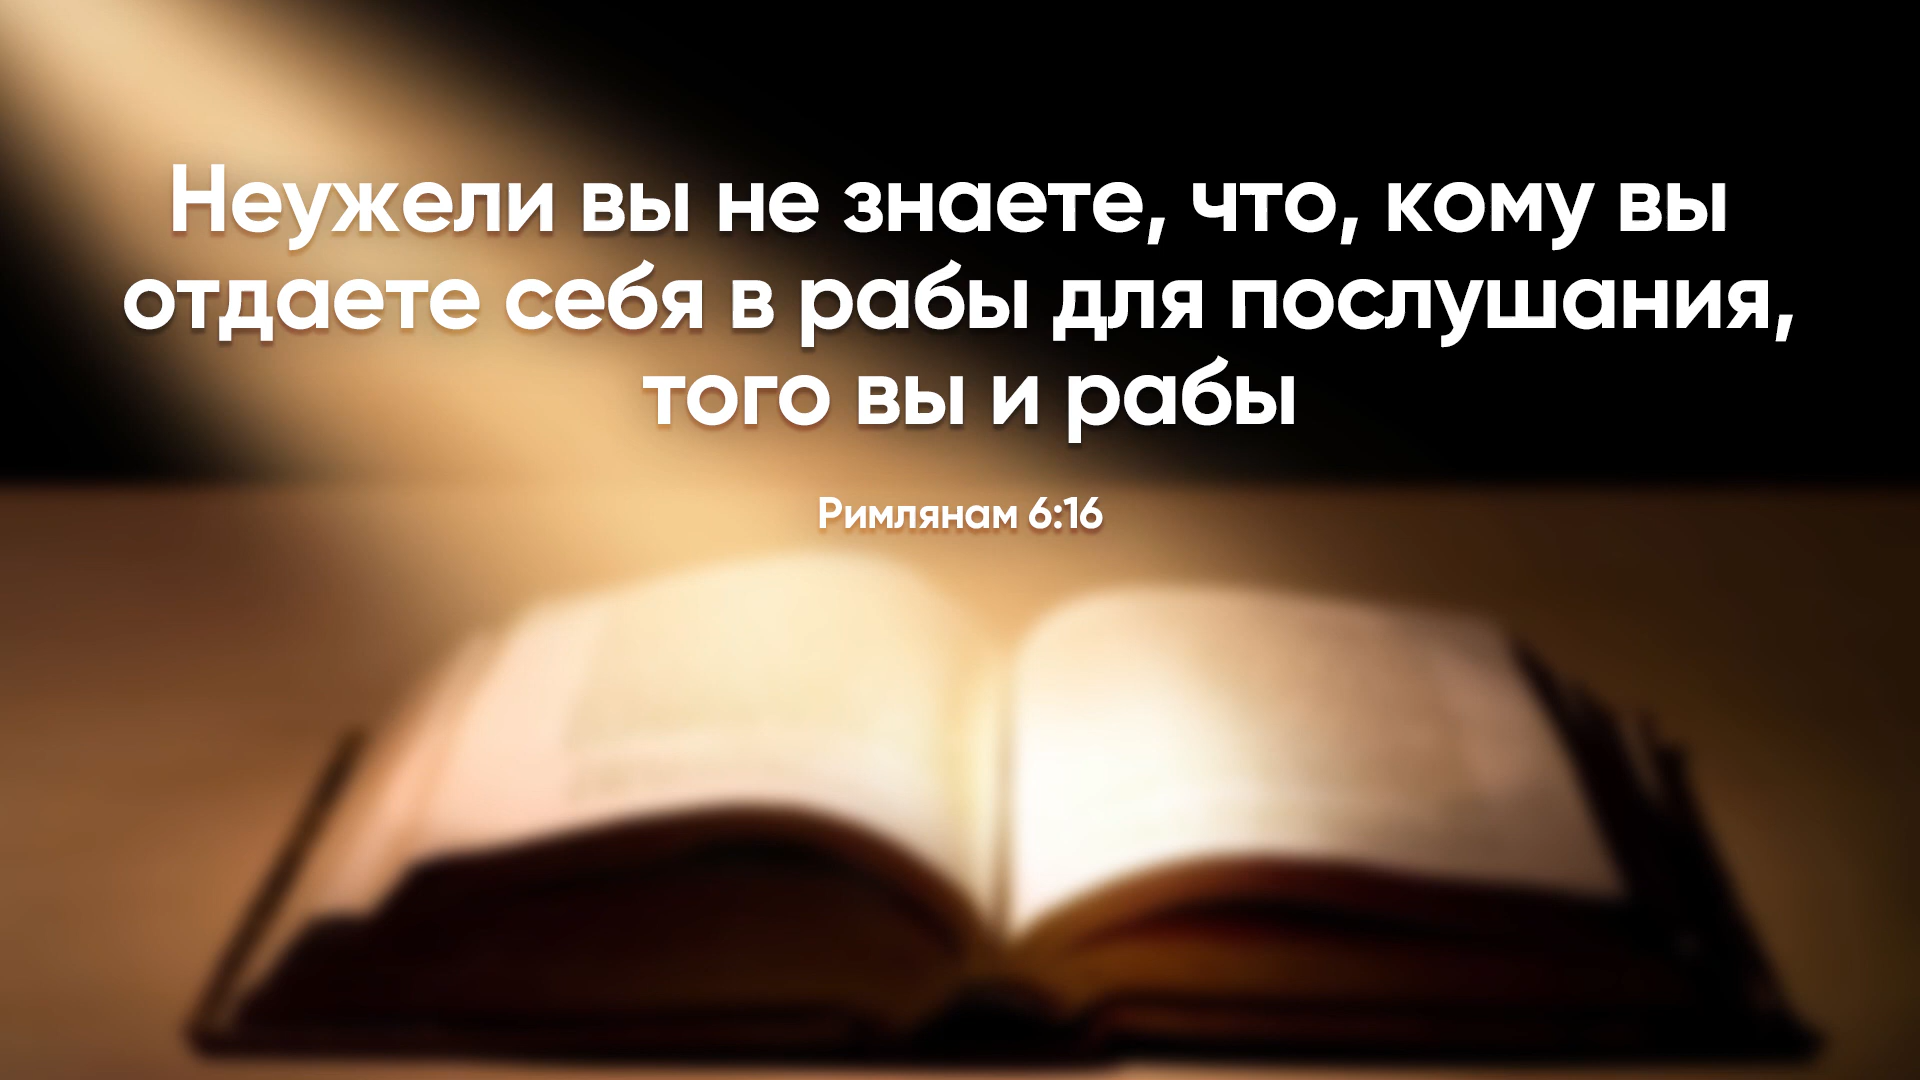 Неужели вы не знаете, что, кому вы
отдаете себя в рабы для послушания,
того вы и рабы
Римлянам 6:16